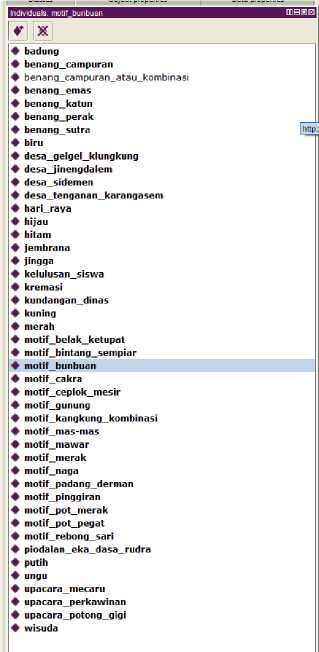 Individuals: motif_bunbuan
badung
benang_campuran
benang_campuran_atau_kombinasi
benang_emas
benang_katun
benang_perak
benang_sutra
biru
desa_gelgel_klungkung
desa_jinengdalem
desa_sidemen
desa_tenganan_karangasem
hari_raya
hijau
hitam
jembrana
jingga
kelulusan_siswa
kremasi
kundangan_dinas
kuning
merah
motif_belak_ketupat
motif_bintang_sempiar
motif_bunbuan
motif_cakra
motif_ceplok_mesir
motif_gunung
motif_kangkung_kombinasi
motif_mas-mas
motif_mawar
motif_merak
motif_naga
motif_padang_derman
motif_pinggiran
motif_pot_merak
motif_pot_pegat
motif_rebong_sari
piodalan_eka_dasa_rudra
putih
ungu
upacara_mecaru
upacara_perkawinan
upacara_potong_gigi
wisuda
http: